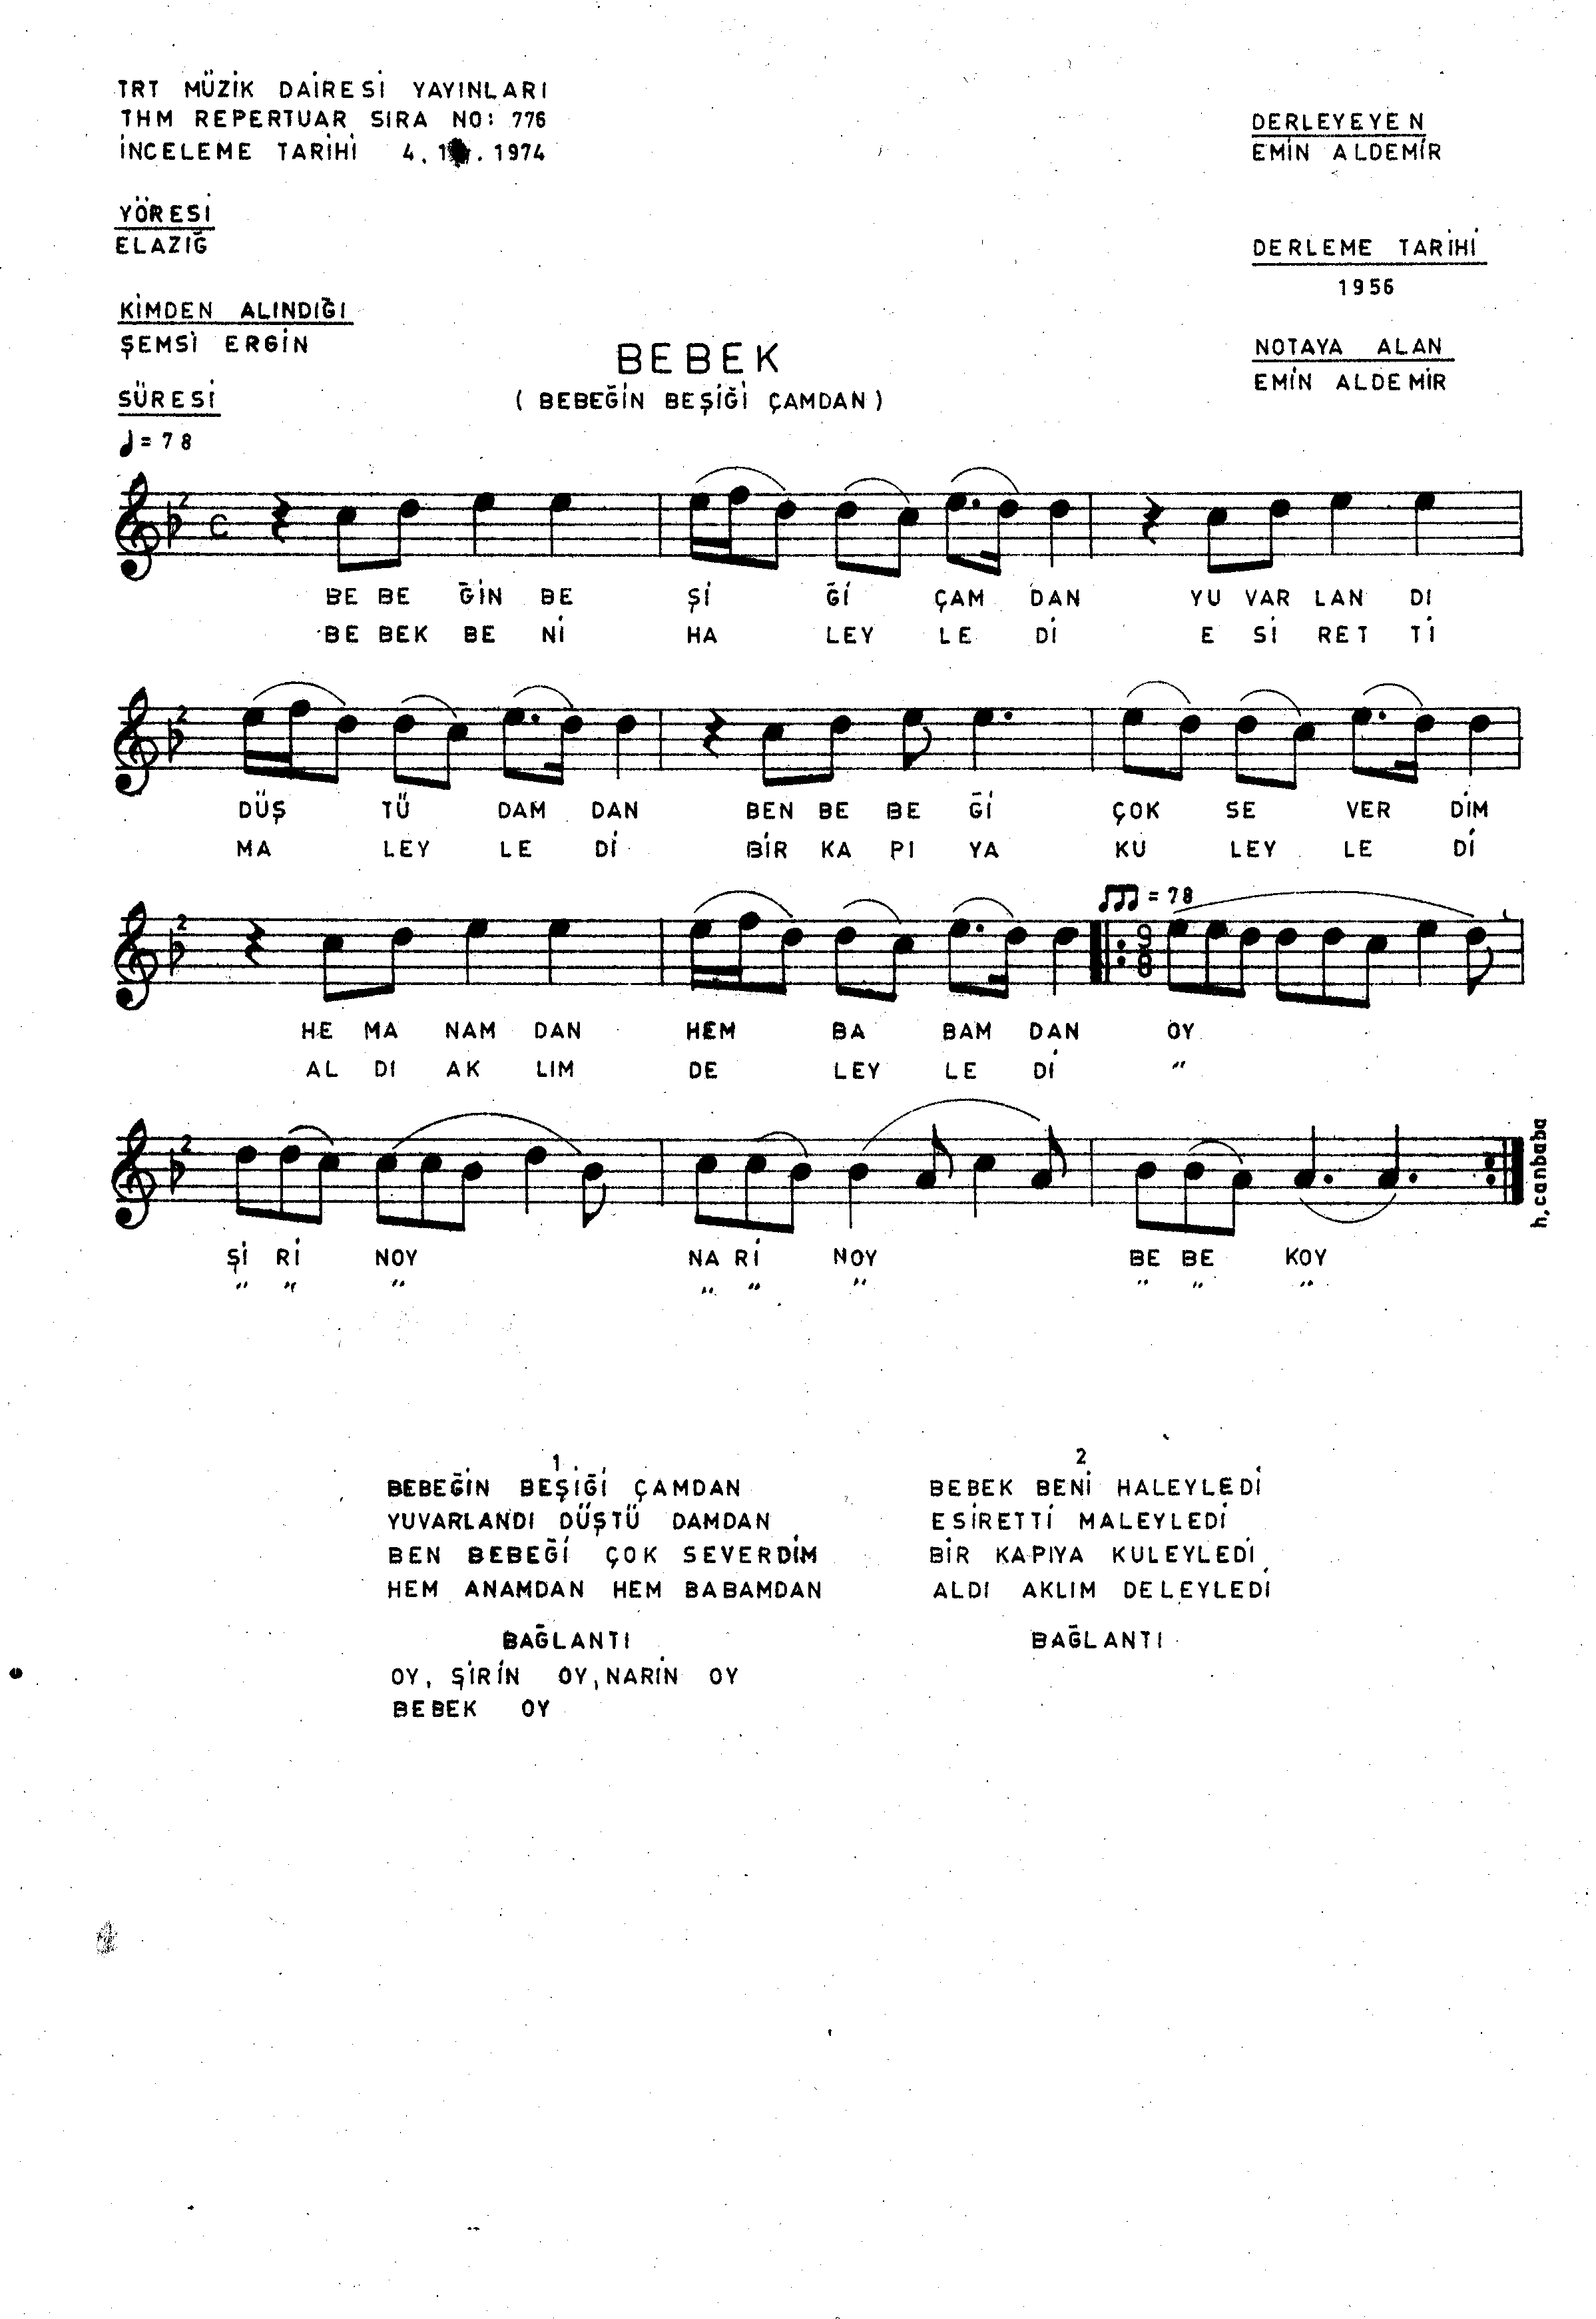 TRT MÜZİK DAİRESİ YAYINLARI
THM REPERTUAR SIRA NO: 776
İNCELEME TARİHİ 4. . 1974
YÖRESİ
ELAZIĞ
KİMDEN ALINDIĞI
ŞEMSİ ERGİN
SÜRESİ
♩ = 78
DERLEYEYEN
EMİN ALDEMİR
DERLEME TARİHİ
1956
NOTAYA ALAN
EMİN ALDEMİR
BEBEK
( BEBEĞİN BEŞİĞİ ÇAMDAN )
BE BE ĞİN BE Şİ Ğİ ÇAM DAN YU VAR LAN DI
BE BEK BE Nİ HA LEY LE Dİ E Sİ RET Tİ
DÜŞ TÜ DAM DAN BEN BE BE Ğİ ÇOK SE VER DİM
MA LEY LE Dİ BİR KA PI YA KU LEY LE Dİ
♫♪ = 78
HE MA NAM DAN HEM BA BAM DAN OY
AL DI AK LIM DE LEY LE Dİ "
Şİ Rİ NOY NA Rİ NOY BE BE KOY
" " " " " " " " "
h.canbaba
1
BEBEĞİN BEŞİĞİ ÇAMDAN
YUVARLANDI DÜŞTÜ DAMDAN
BEN BEBEĞİ ÇOK SEVERDİM
HEM ANAMDAN HEM BABAMDAN
BAĞLANTI
OY, ŞİRİN OY, NARİN OY
BEBEK OY
2
BEBEK BENİ HALEYLEDİ
ESİRETTİ MALEYLEDİ
BİR KAPIYA KULEYLEDİ
ALDI AKLIM DELEYLEDİ
BAĞLANTI